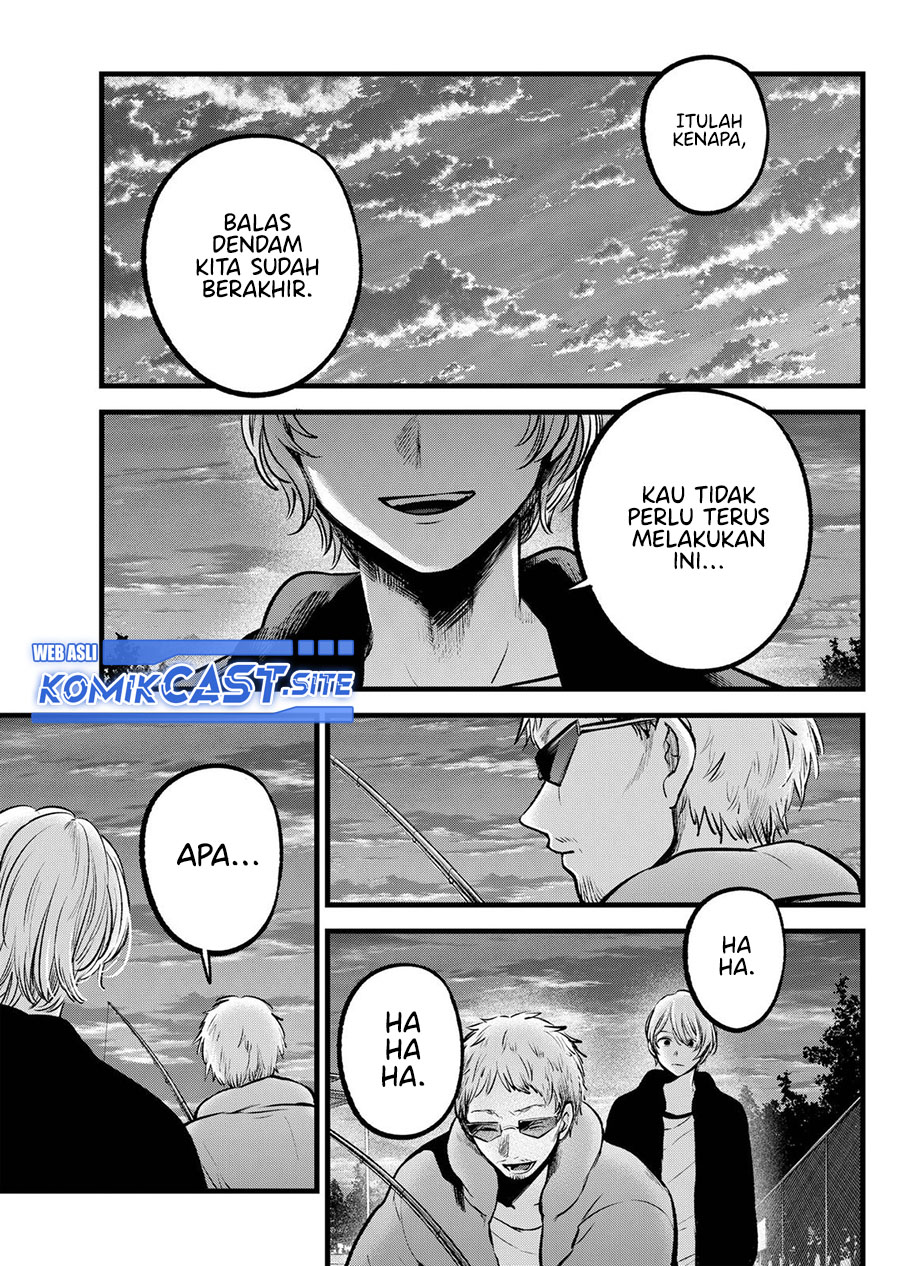 ITULAH
KENAPA,
BALAS
DENDAM
KITA SUDAH
BERAKHIR.
KAU TIDAK
PERLU TERUS
MELAKUKAN
INI...
WEB ASLI
KOMIKCAST.SITE
APA...
HA
HA.
HA
HA
HA.